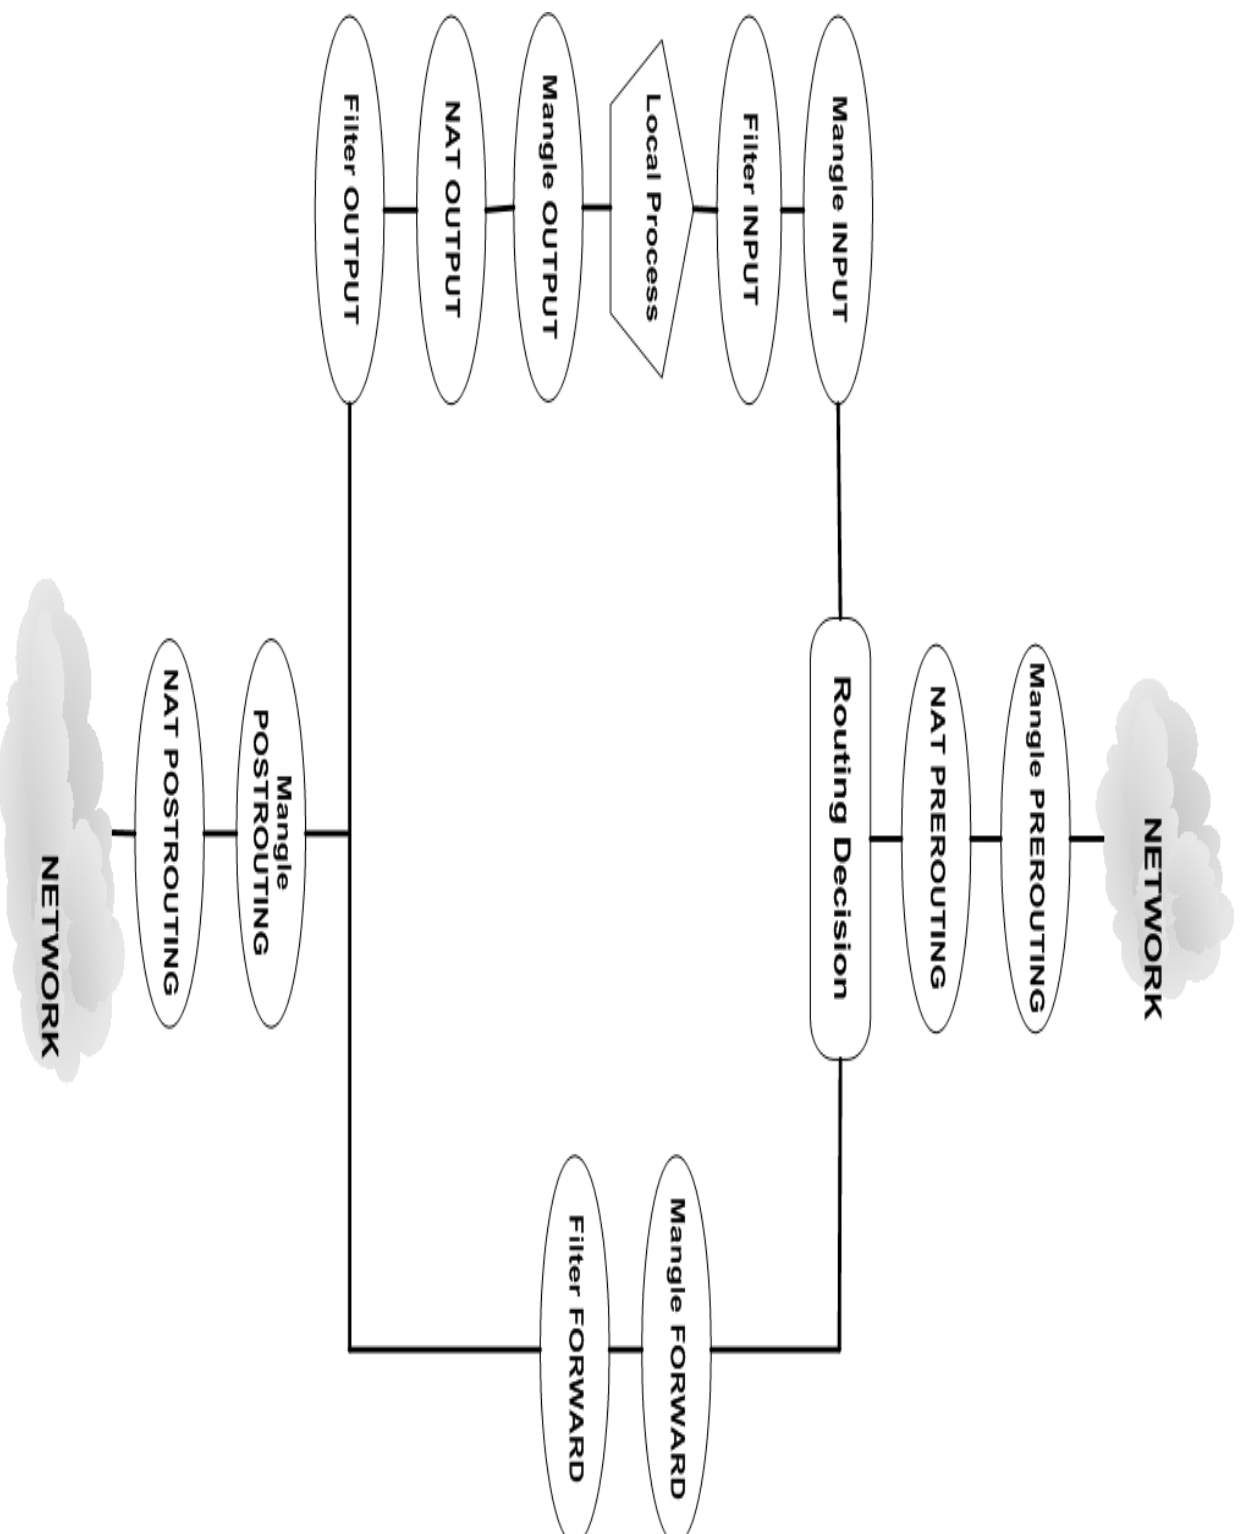 NETWORK
Mangle PREROUTING
NAT PREROUTING
Routing Decision
Mangle INPUT
Filter INPUT
Local Process
Mangle OUTPUT
NAT OUTPUT
Filter OUTPUT
Mangle FORWARD
Filter FORWARD
Mangle
POSTROUTING
NAT POSTROUTING
NETWORK